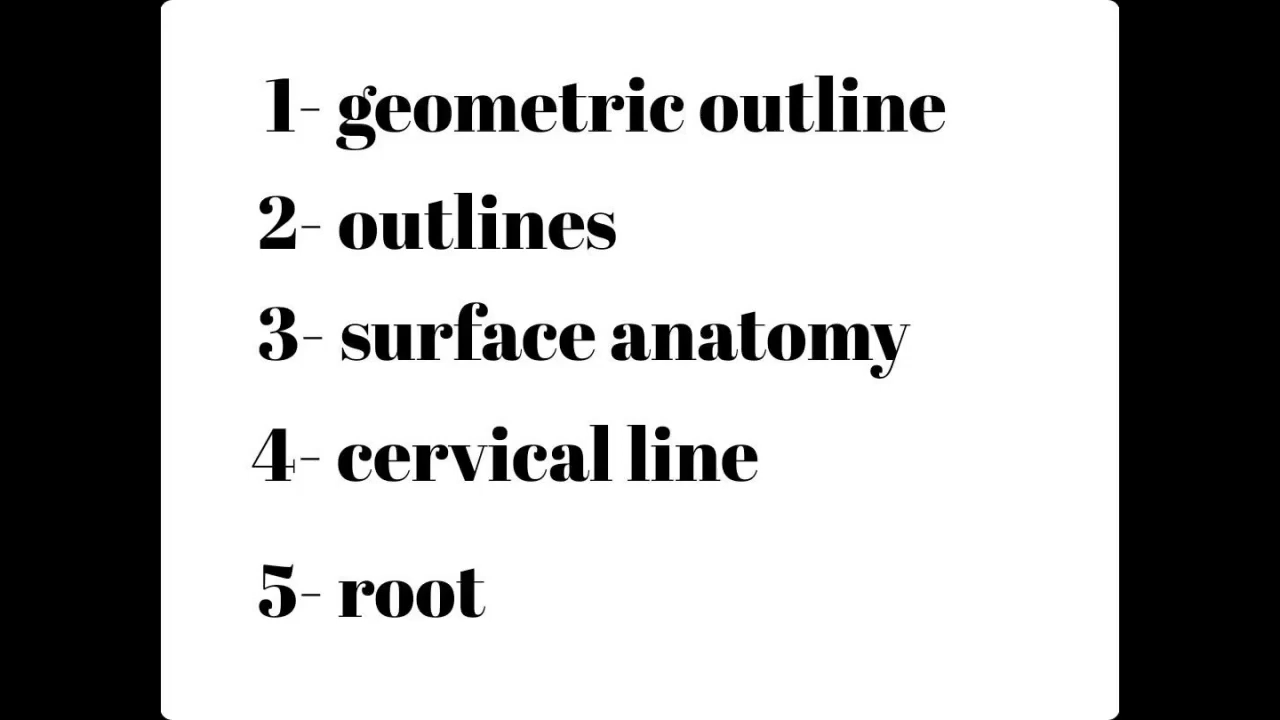 1- geometric outline
2- outlines
3- surface anatomy
4- cervical line
5- root